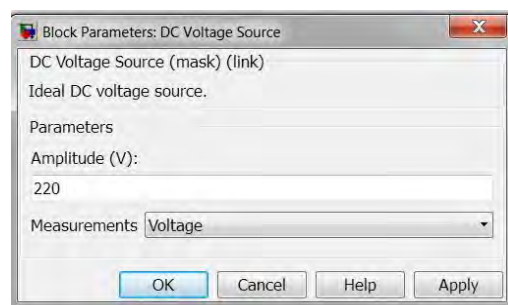 Block Parameters: DC Voltage Source
DC Voltage Source (mask) (link)
Ideal DC voltage source.
Parameters
Amplitude (V):
220
Measurements Voltage
OK Cancel Help Apply